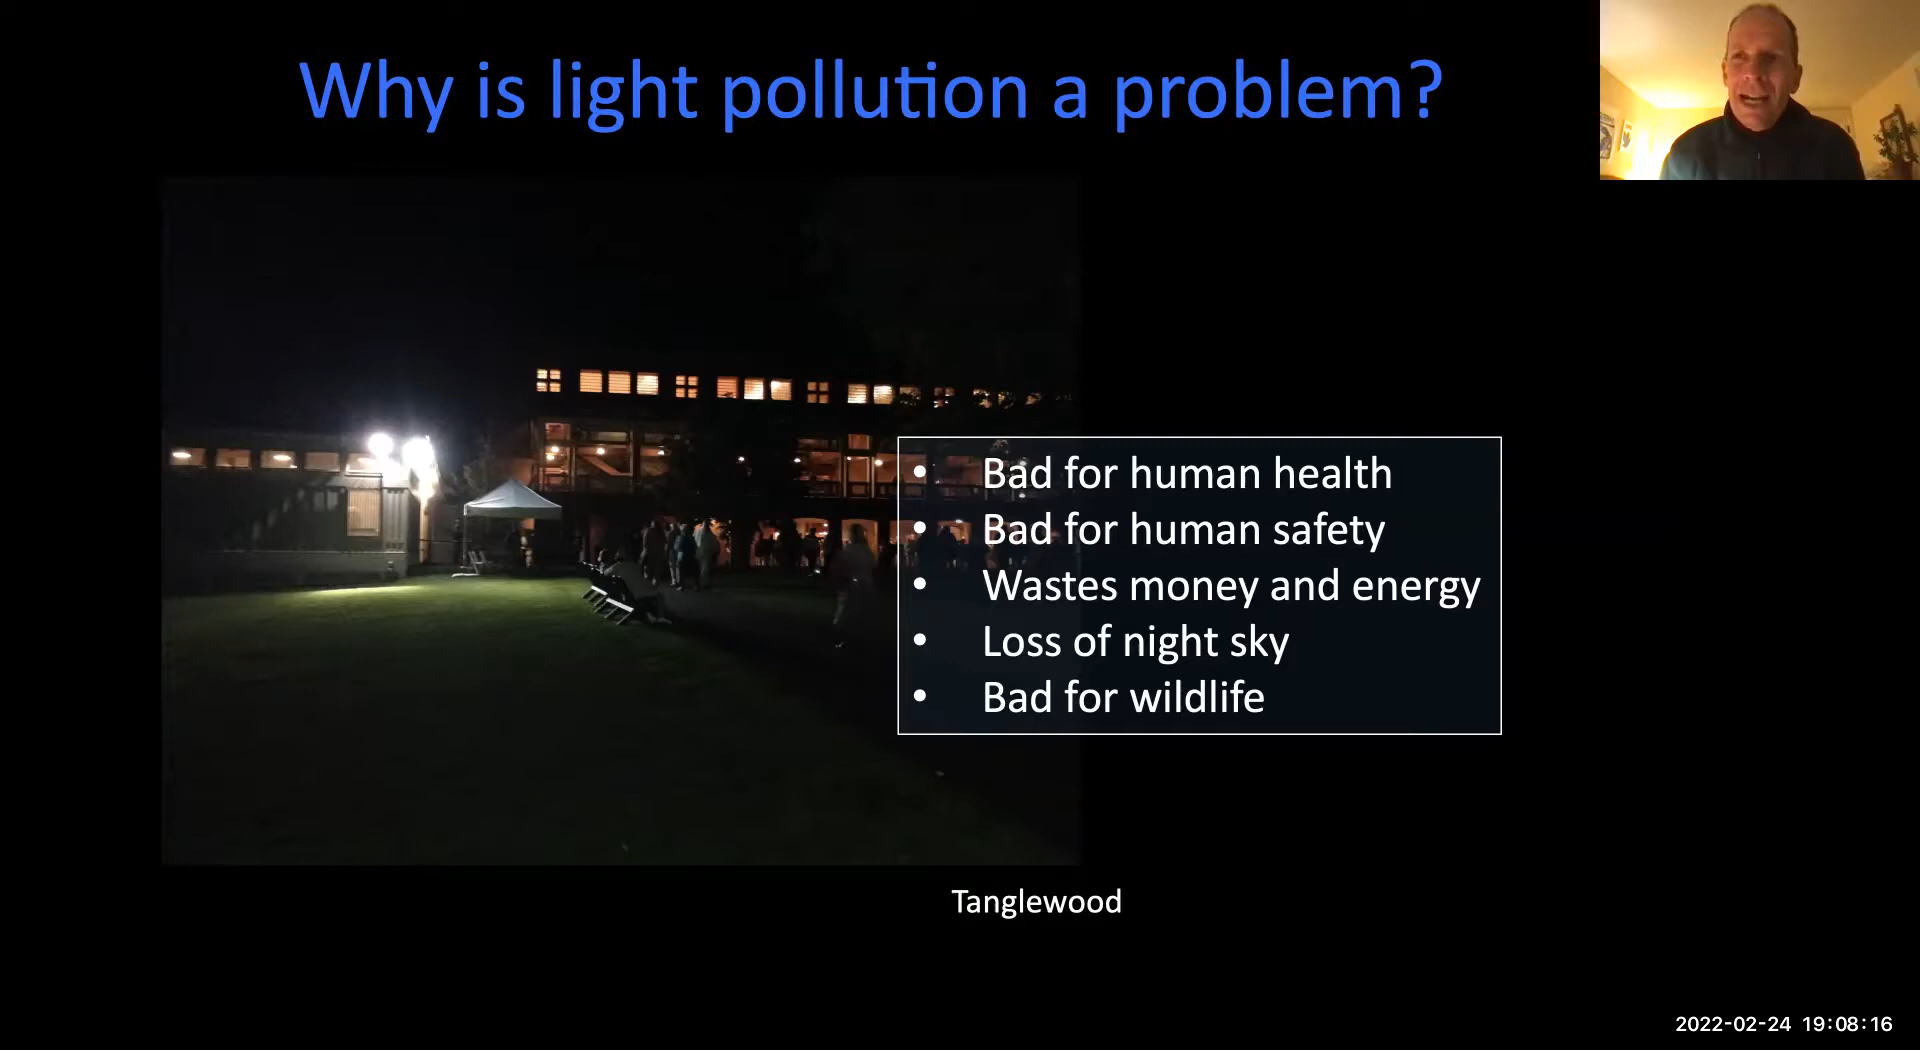 Why is light pollution a problem?
• Bad for human health
• Bad for human safety
• Wastes money and energy
• Loss of night sky
• Bad for wildlife
Tanglewood
2022-02-24 19:08:16